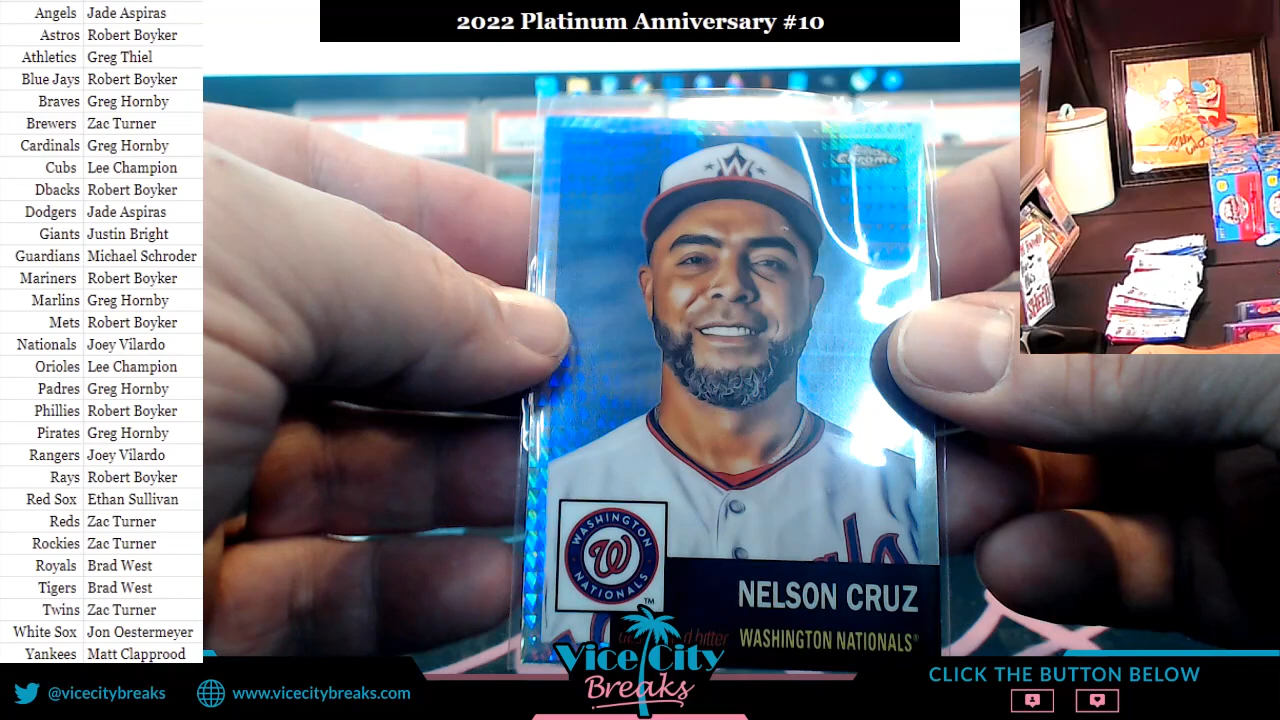 2022 Platinum Anniversary #10
Angels Jade Aspiras
Astros Robert Boyker
Athletics Greg Thiel
Blue Jays Robert Boyker
Braves Greg Hornby
Brewers Zac Turner
Cardinals Greg Hornby
Cubs Lee Champion
Dbacks Robert Boyker
Dodgers Jade Aspiras
Giants Justin Bright
Guardians Michael Schroder
Mariners Robert Boyker
Marlins Greg Hornby
Mets Robert Boyker
Nationals Joey Vilardo
Orioles Lee Champion
Padres Greg Hornby
Phillies Robert Boyker
Pirates Greg Hornby
Rangers Joey Vilardo
Rays Robert Boyker
Red Sox Ethan Sullivan
Reds Zac Turner
Rockies Zac Turner
Royals Brad West
Tigers Brad West
Twins Zac Turner
White Sox Jon Oestermeyer
Yankees Matt Clapprood
Chrome
W
WASHINGTON
W
NATIONALS
TM
NELSON CRUZ
hitter WASHINGTON NATIONALS®
Vice City
Breaks
@vicecitybreaks www.vicecitybreaks.com
CLICK THE BUTTON BELOW